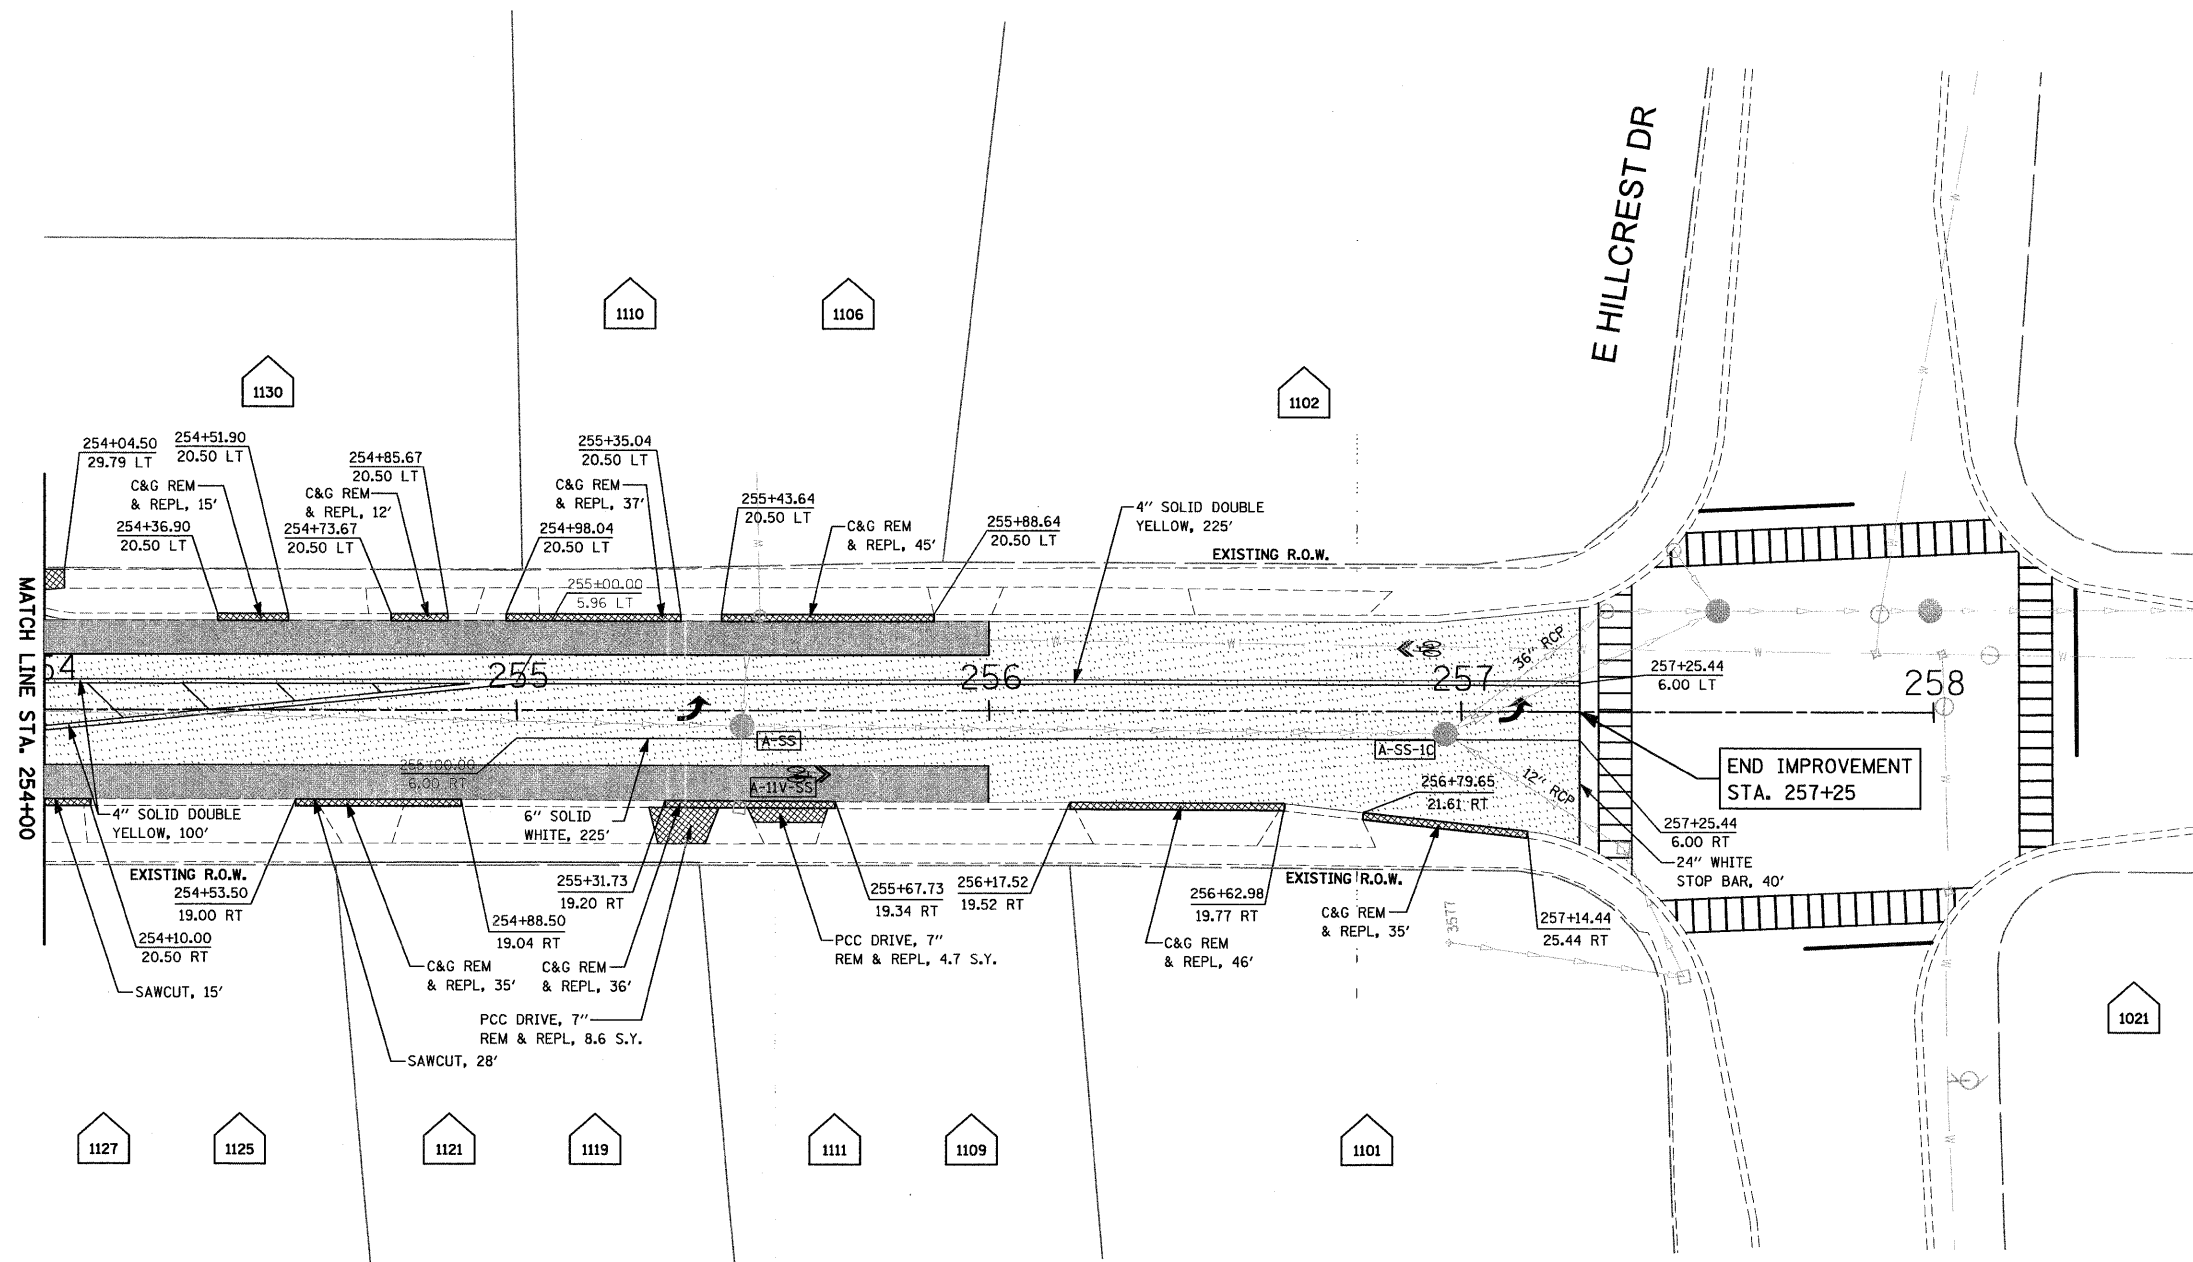 E HILLCREST DR
1110
1106
1130
1102
254+04.50
29.79 LT
254+51.90
20.50 LT
C&G REM
& REPL, 15'
254+36.90
20.50 LT
254+85.67
20.50 LT
C&G REM
& REPL, 12'
254+73.67
20.50 LT
255+35.04
20.50 LT
C&G REM
& REPL, 37'
254+98.04
20.50 LT
255+43.64
20.50 LT
C&G REM
& REPL, 45'
255+88.64
20.50 LT
4" SOLID DOUBLE
YELLOW, 225'
EXISTING R.O.W.
255+00.00
5.96 LT
MATCH LINE STA. 254+00
255
256
257
258
36" RCP
257+25.44
6.00 LT
A-SS
A-SS-1C
A-11V-SS
255+00.00
6.00 RT
12" RCP
END IMPROVEMENT
STA. 257+25
256+79.65
21.61 RT
257+25.44
6.00 RT
24" WHITE
STOP BAR, 40'
4" SOLID DOUBLE
YELLOW, 100'
6" SOLID
WHITE, 225'
EXISTING R.O.W.
254+53.50
19.00 RT
255+31.73
19.20 RT
255+67.73
19.34 RT
256+17.52
19.52 RT
256+62.98
19.77 RT
EXISTING R.O.W.
C&G REM
& REPL, 35'
257+14.44
25.44 RT
3577
254+10.00
20.50 RT
254+88.50
19.04 RT
SAWCUT, 15'
C&G REM
& REPL, 35'
C&G REM
& REPL, 36'
PCC DRIVE, 7"
REM & REPL, 4.7 S.Y.
C&G REM
& REPL, 46'
PCC DRIVE, 7"
REM & REPL, 8.6 S.Y.
SAWCUT, 28'
1021
1127
1125
1121
1119
1111
1109
1101
W
W
W
W
W
W
W
W
W
W
W